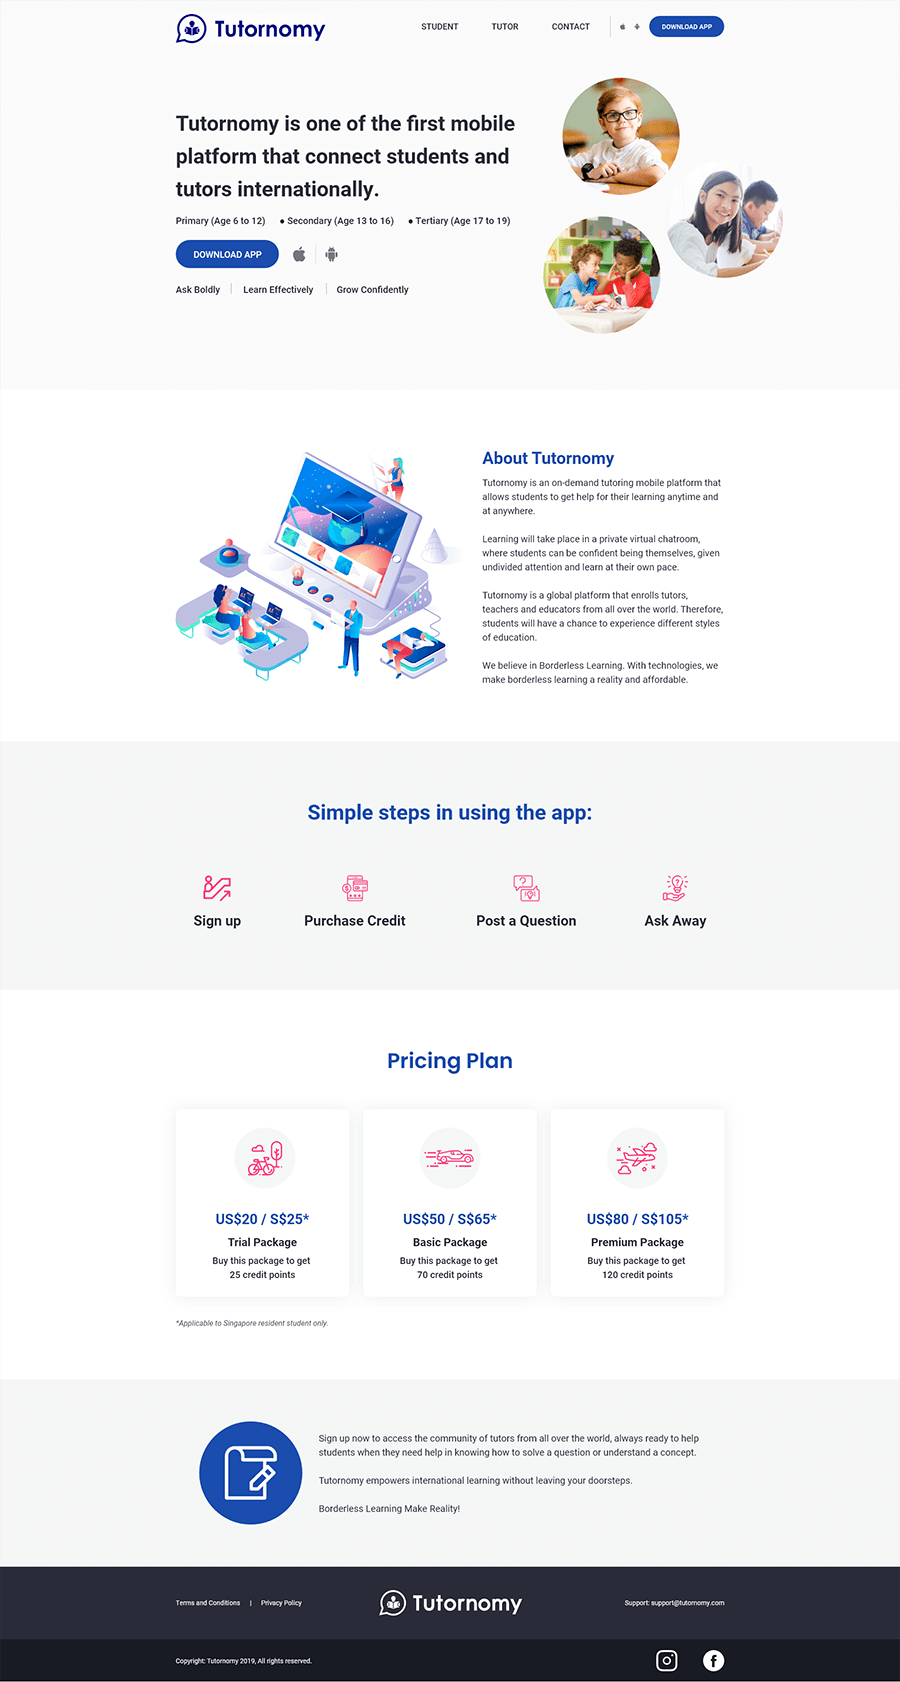 Tutornomy
STUDENT TUTOR CONTACT DOWNLOAD APP
Tutornomy is one of the first mobile
platform that connect students and
tutors internationally.
Primary (Age 6 to 12) ● Secondary (Age 13 to 16) ● Tertiary (Age 17 to 19)
DOWNLOAD APP
Ask Boldly | Learn Effectively | Grow Confidently
About Tutornomy
Tutornomy is an on-demand tutoring mobile platform that
allows students to get help for their learning anytime and
at anywhere.
Learning will take place in a private virtual chatroom,
where students can be confident being themselves, given
undivided attention and learn at their own pace.
Tutornomy is a global platform that enrolls tutors,
teachers and educators from all over the world. Therefore,
students will have a chance to experience different styles
of education.
We believe in Borderless Learning. With technologies, we
make borderless learning a reality and affordable.
Simple steps in using the app:
Sign up
Purchase Credit
Post a Question
Ask Away
Pricing Plan
US$20 / S$25*
Trial Package
Buy this package to get
25 credit points
US$50 / S$65*
Basic Package
Buy this package to get
70 credit points
US$80 / S$105*
Premium Package
Buy this package to get
120 credit points
*Applicable to Singapore resident student only.
Sign up now to access the community of tutors from all over the world, always ready to help
students when they need help in knowing how to solve a question or understand a concept.
Tutornomy empowers international learning without leaving your doorsteps.
Borderless Learning Make Reality!
Terms and Conditions | Privacy Policy
Tutornomy
Support: support@tutornomy.com
Copyright: Tutornomy 2019, All rights reserved.